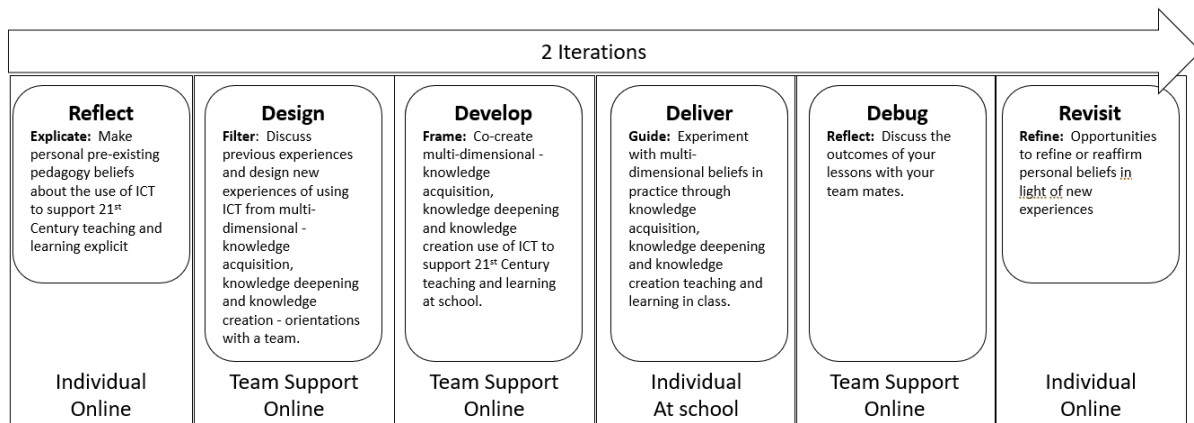 2 Iterations
Reflect
Explicate: Make
personal pre-existing
pedagogy beliefs
about the use of ICT
to support 21st
Century teaching and
learning explicit
Individual
Online
Design
Filter: Discuss
previous experiences
and design new
experiences of using
ICT from multi-
dimensional -
knowledge
acquisition,
knowledge deepening
and knowledge
creation - orientations
with a team.
Team Support
Online
Develop
Frame: Co-create
multi-dimensional -
knowledge
acquisition,
knowledge deepening
and knowledge
creation use of ICT to
support 21st Century
teaching and learning
at school.
Team Support
Online
Deliver
Guide: Experiment
with multi-
dimensional beliefs in
practice through
knowledge
acquisition,
knowledge deepening
and knowledge
creation teaching and
learning in class.
Individual
At school
Debug
Reflect: Discuss the
outcomes of your
lessons with your
team mates.
Team Support
Online
Revisit
Refine: Opportunities
to refine or reaffirm
personal beliefs in
light of new
experiences
Individual
Online